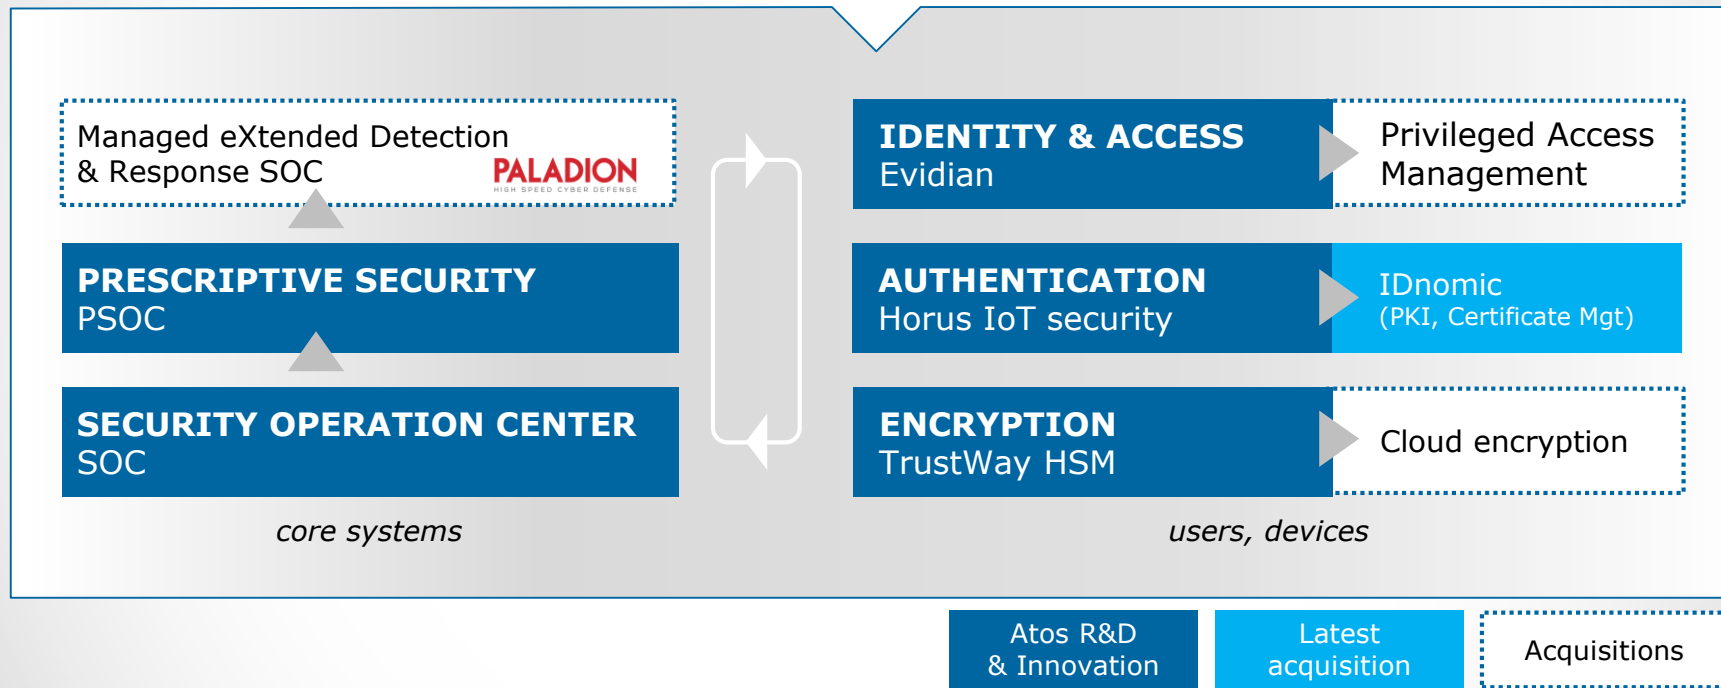 Managed eXtended Detection
& Response SOC
PALADION
HIGH SPEED CYBER DEFENSE
PRESCRIPTIVE SECURITY
PSOC
SECURITY OPERATION CENTER
SOC
core systems
IDENTITY & ACCESS
Evidian
Privileged Access
Management
AUTHENTICATION
Horus IoT security
IDnomic
(PKI, Certificate Mgt)
ENCRYPTION
TrustWay HSM
Cloud encryption
users, devices
Atos R&D
& Innovation
Latest
acquisition
Acquisitions